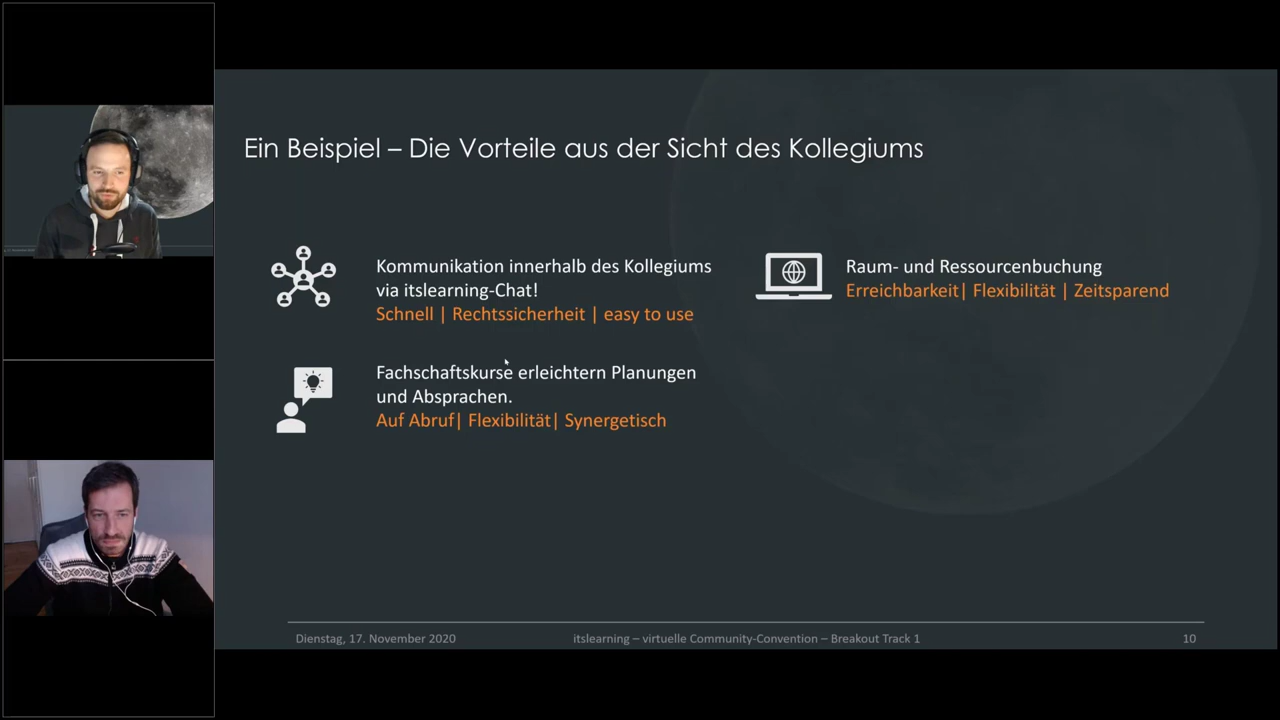 Ein Beispiel – Die Vorteile aus der Sicht des Kollegiums
Kommunikation innerhalb des Kollegiums
via itslearning-Chat!
Schnell | Rechtssicherheit | easy to use
Fachschaftskurse erleichtern Planungen
und Absprachen.
Auf Abruf| Flexibilität| Synergetisch
Raum- und Ressourcenbuchung
Erreichbarkeit| Flexibilität | Zeitsparend
Dienstag, 17. November 2020
itslearning – virtuelle Community-Convention – Breakout Track 1
10